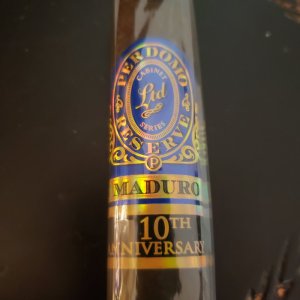 PERDOMO
CABINET
Ltd
SERIES
RESERVE
P
MADURO
10TH
ANNIVERSARY